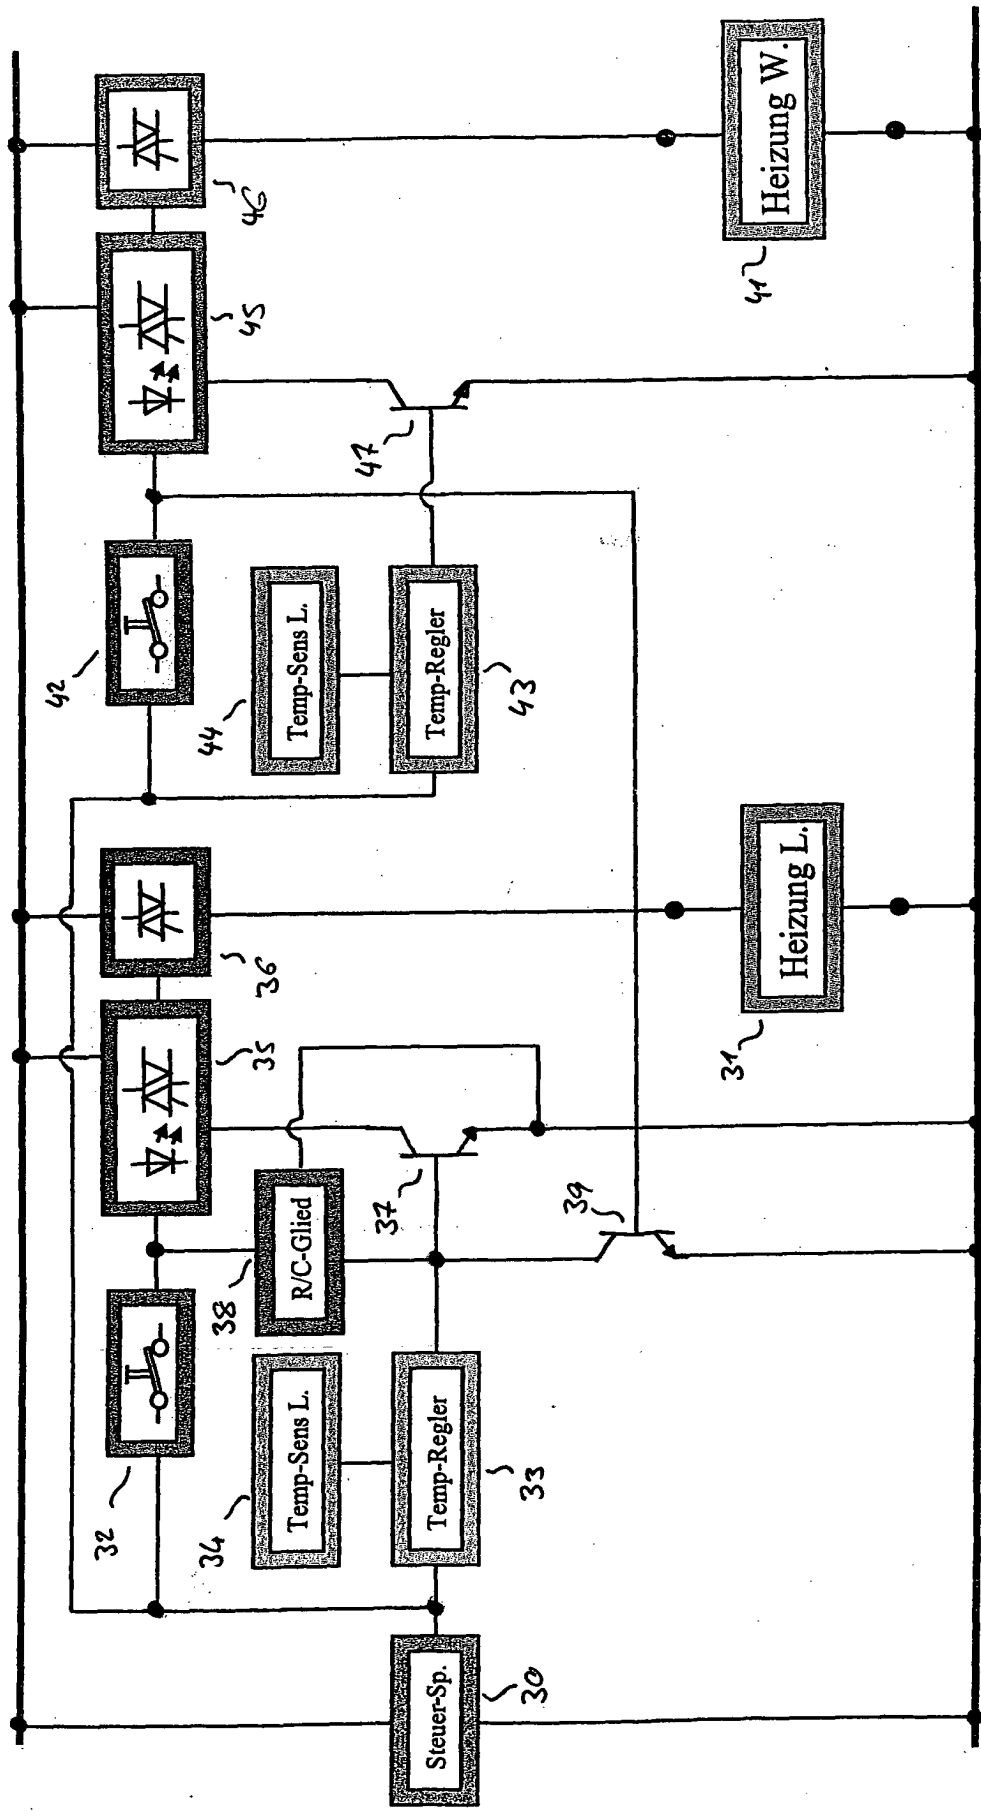 Steuer-Sp.
30
32
Temp-Sens L.
34
Temp-Regler
33
R/C-Glied
38
37
39
35
36
Heizung L.
31
42
Temp-Sens L.
44
Temp-Regler
43
47
45
46
Heizung W.
41